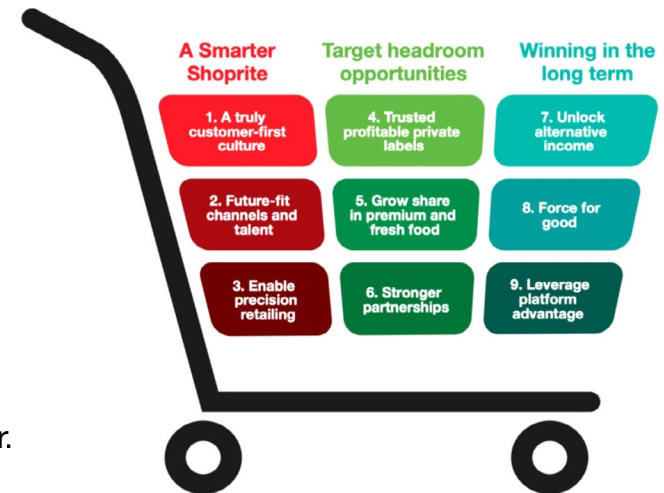 A Smarter
Shoprite
1. A truly
customer-first
culture
2. Future-fit
channels and
talent
3. Enable
precision
retailing
Target headroom
opportunities
4. Trusted
profitable private
labels
5. Grow share
in premium and
fresh food
6. Stronger
partnerships
Winning in the
long term
7. Unlock
alternative
income
8. Force for
good
9. Leverage
platform
advantage
r.